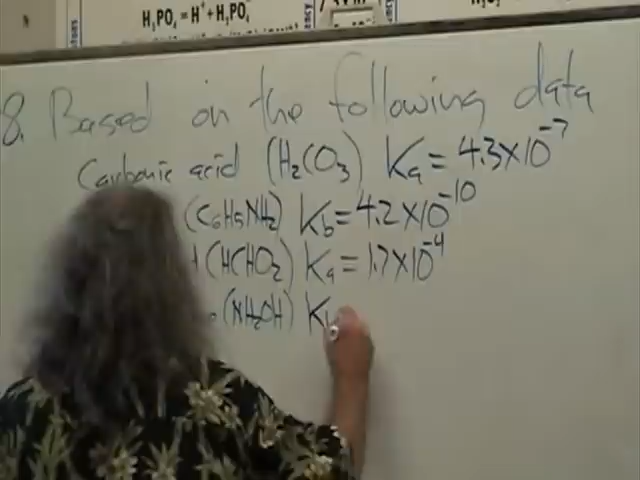 H₃PO₄ = H⁺ + H₂PO₄⁻
8. Based on the following data
Carbonic acid (H₂CO₃) Ka = 4.3×10⁻⁷
(C₆H₅NH₂) Kb = 4.2×10⁻¹⁰
(HCHO₂) Ka = 1.7×10⁻⁴
(NH₂OH) K